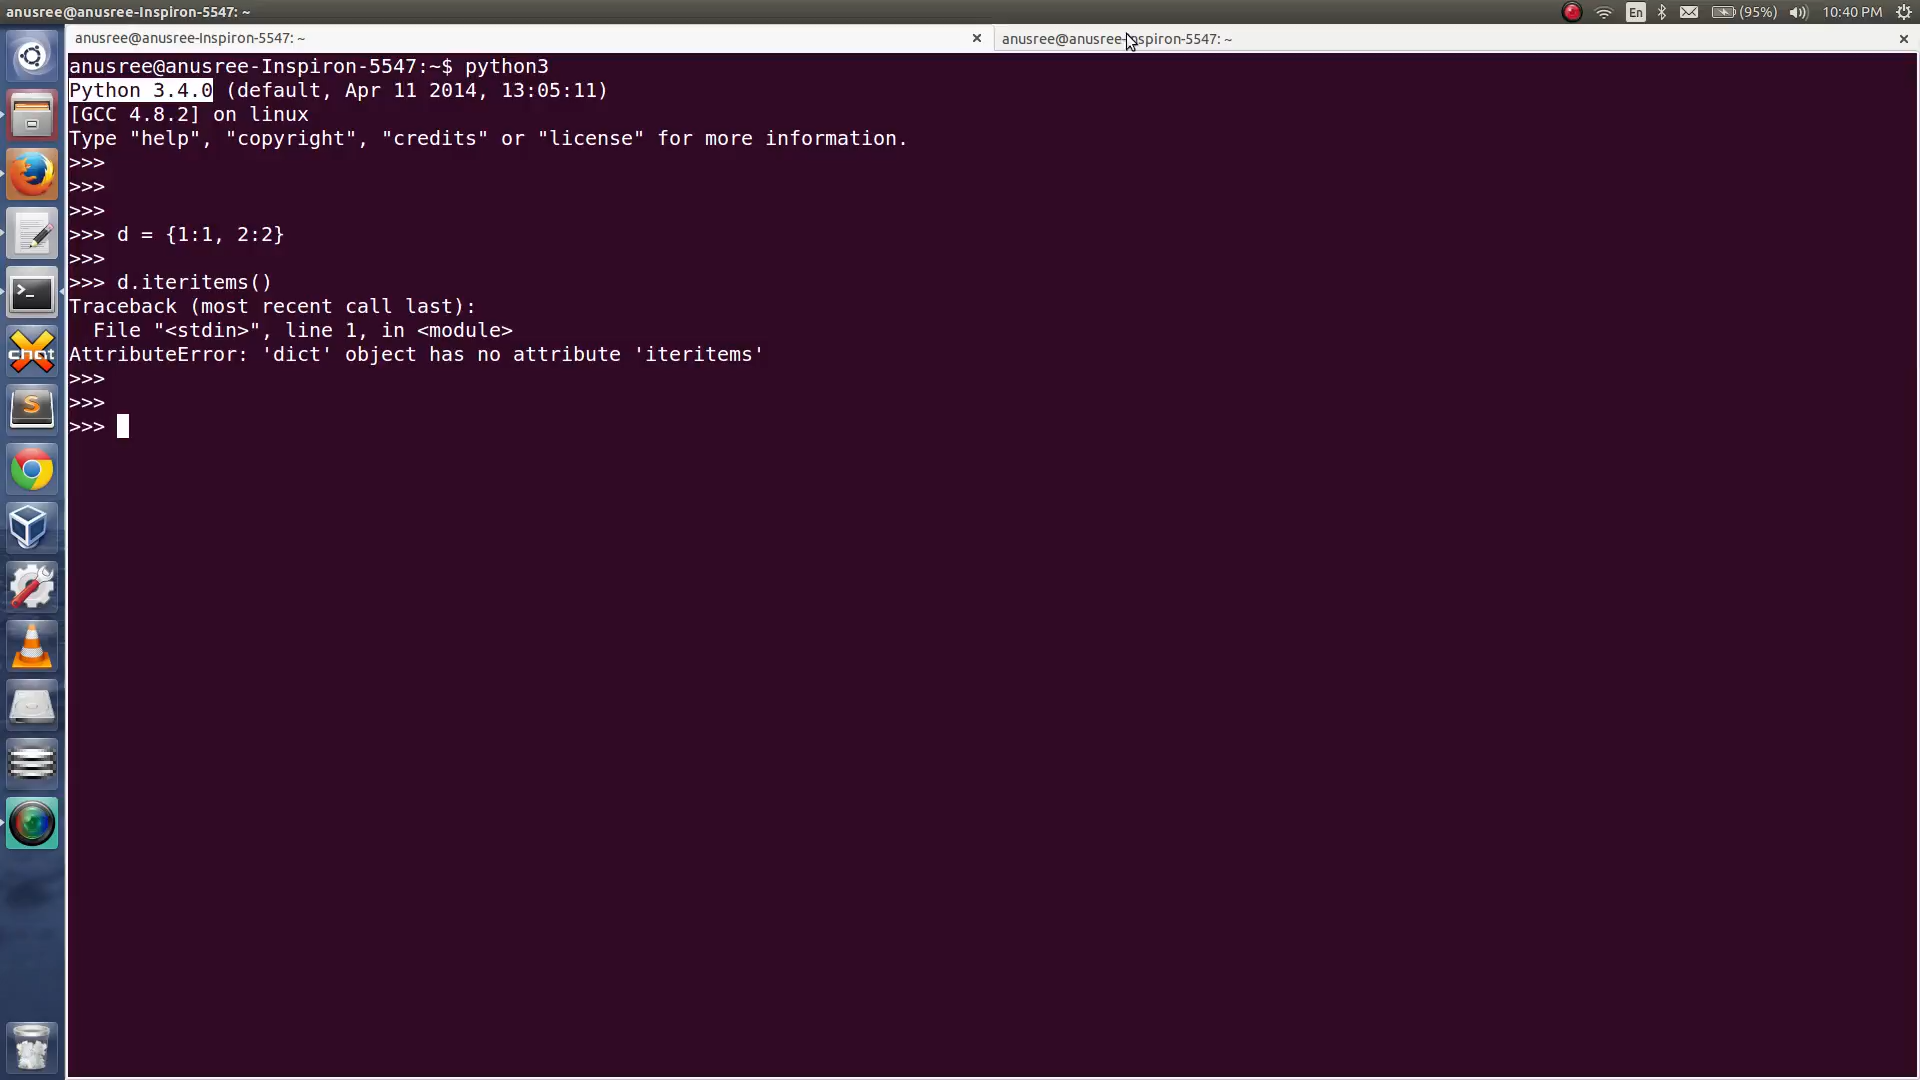 anusree@anusree-Inspiron-5547: ~
En
(95%)
10:40 PM
anusree@anusree-Inspiron-5547: ~
anusree@anusree-Inspiron-5547: ~
anusree@anusree-Inspiron-5547:~$ python3
Python 3.4.0 (default, Apr 11 2014, 13:05:11)
[GCC 4.8.2] on linux
Type "help", "copyright", "credits" or "license" for more information.
>>>
>>>
>>>
>>> d = {1:1, 2:2}
>>>
>>> d.iteritems()
Traceback (most recent call last):
  File "<stdin>", line 1, in <module>
AttributeError: 'dict' object has no attribute 'iteritems'
>>>
>>>
>>>
>_
chat
S